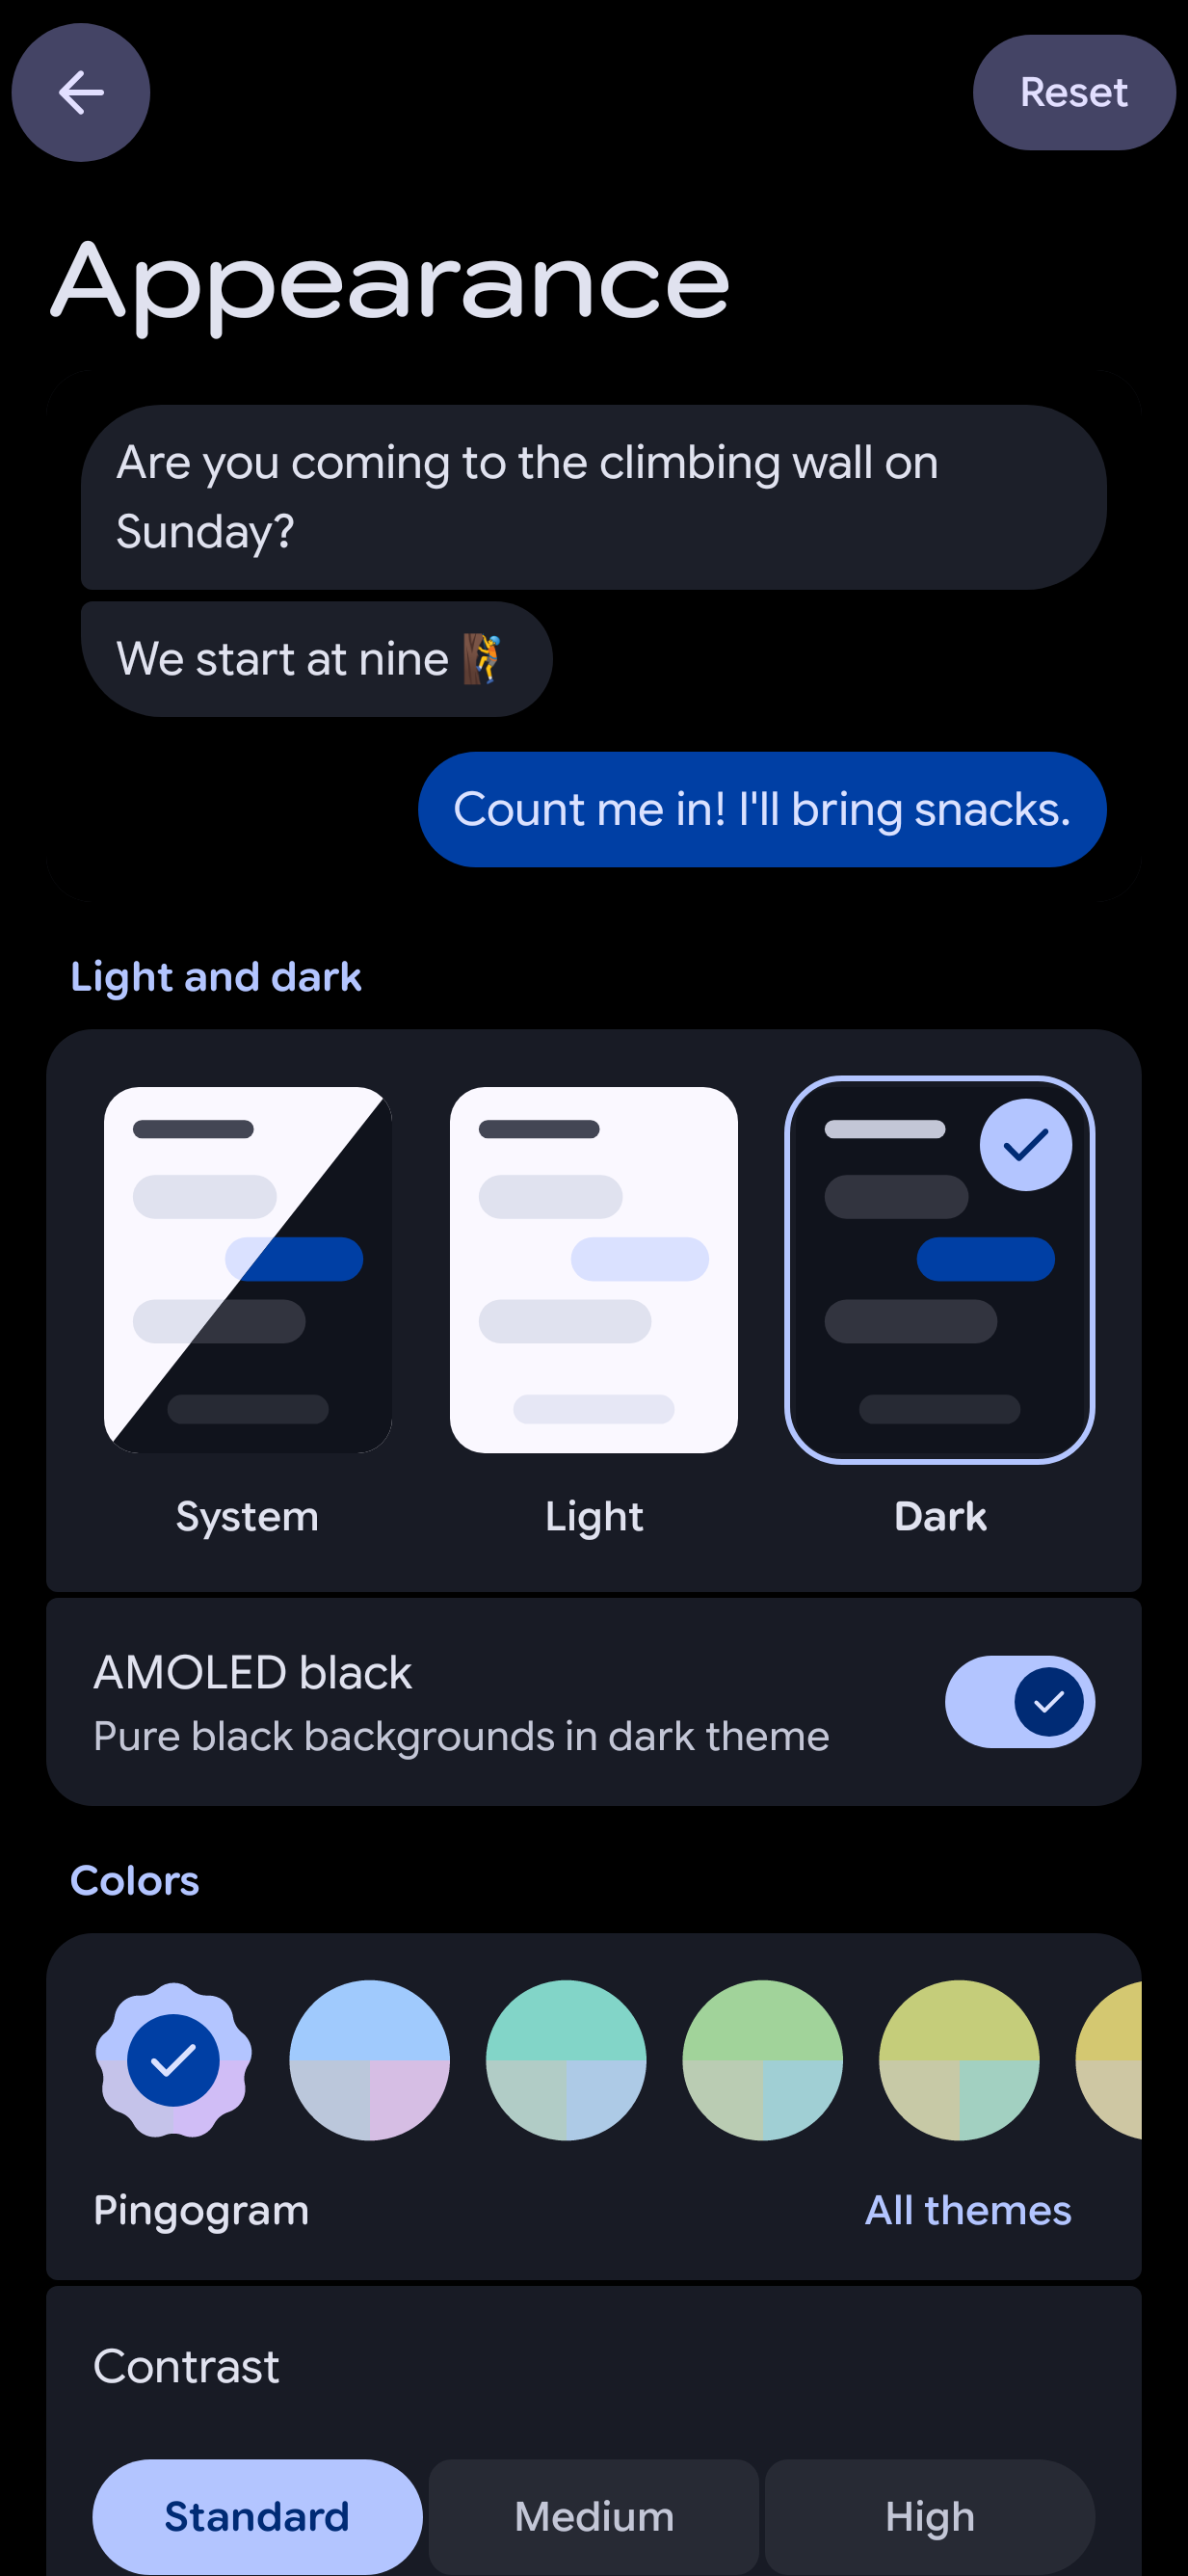 Reset
Appearance
Are you coming to the climbing wall on
Sunday?
We start at nine 🧗
Count me in! I'll bring snacks.
Light and dark
System
Light
Dark
AMOLED black
Pure black backgrounds in dark theme
Colors
Pingogram
All themes
Contrast
Standard
Medium
High